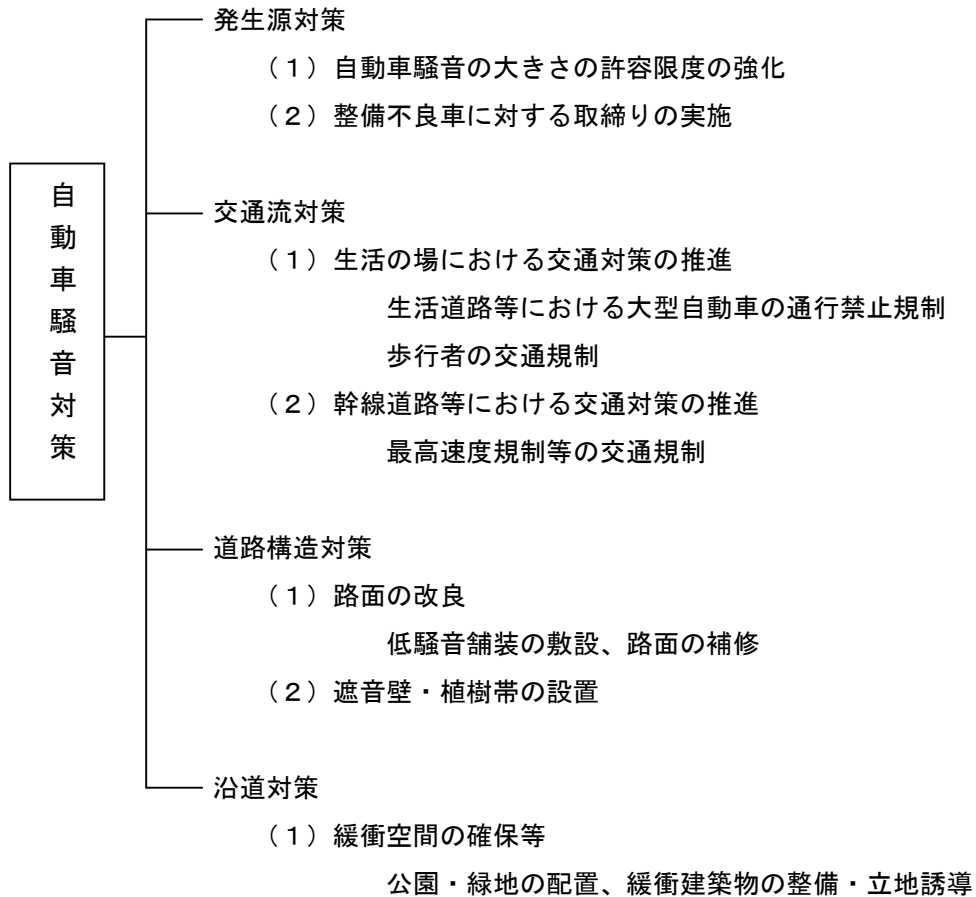 自動車騒音対策
発生源対策
（１）自動車騒音の大きさの許容限度の強化
（２）整備不良車に対する取締りの実施
交通流対策
（１）生活の場における交通対策の推進
生活道路等における大型自動車の通行禁止規制
歩行者の交通規制
（２）幹線道路等における交通対策の推進
最高速度規制等の交通規制
道路構造対策
（１）路面の改良
低騒音舗装の敷設、路面の補修
（２）遮音壁・植樹帯の設置
沿道対策
（１）緩衝空間の確保等
公園・緑地の配置、緩衝建築物の整備・立地誘導